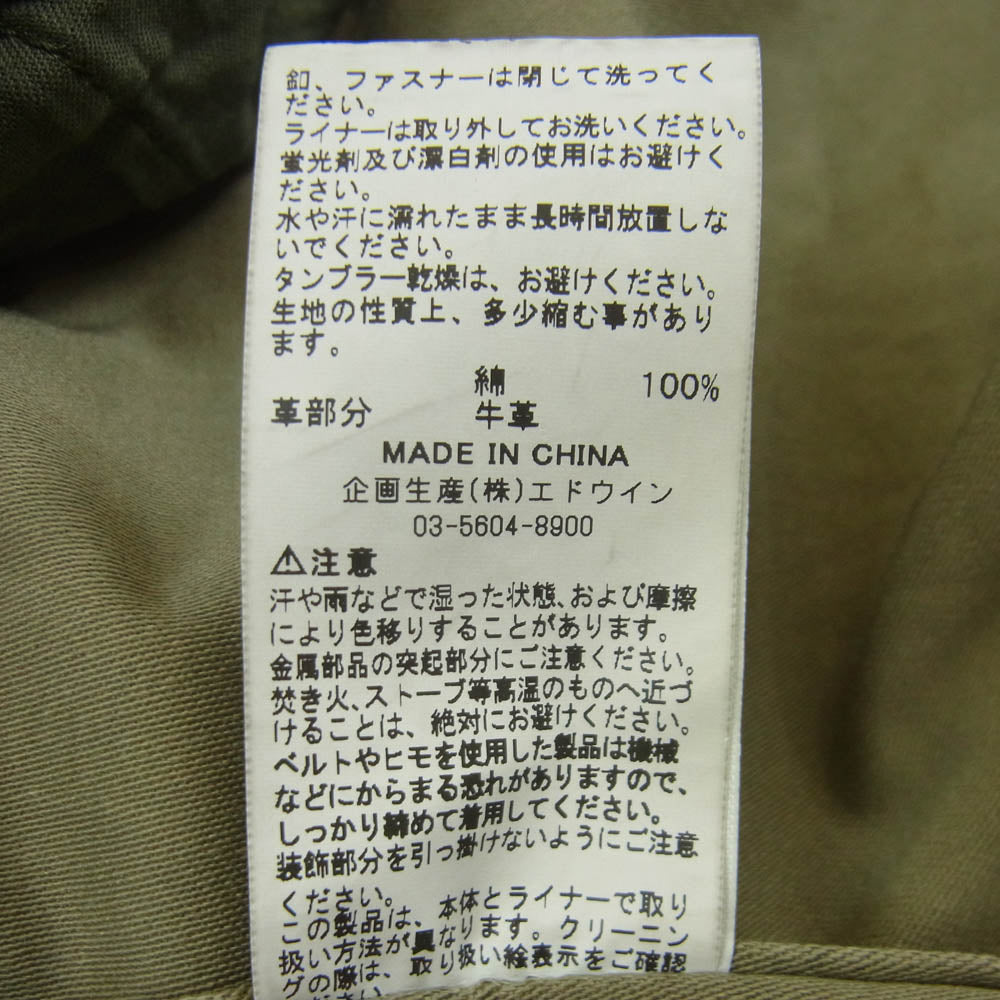 釦、ファスナーは閉じて洗ってく
ださい。
ライナーは取り外してお洗いください。
蛍光剤及び漂白剤の使用はお避けく
ださい。
水や汗に濡れたまま長時間放置しな
いでください。
タンブラー乾燥は、お避けください。
生地の性質上、多少縮む事があり
ます。
綿 100%
革部分 牛革
MADE IN CHINA
企画生産(株)エドウイン
03-5604-8900
⚠注意
汗や雨などで湿った状態、および摩擦
により色移りすることがあります。
金属部品の突起部分にご注意ください。
焚き火、ストーブ等高温のものへ近づ
けることは、絶対にお避けください。
ベルトやヒモを使用した製品は機械
などにからまる恐れがありますので、
しっかり締めて着用してください。
装飾部分を引っ掛けないようにご注意
ください。
この製品は、本体とライナーで取り
扱い方法が異なります。クリーニン
グの際は、取り扱い絵表示をご確認
ください